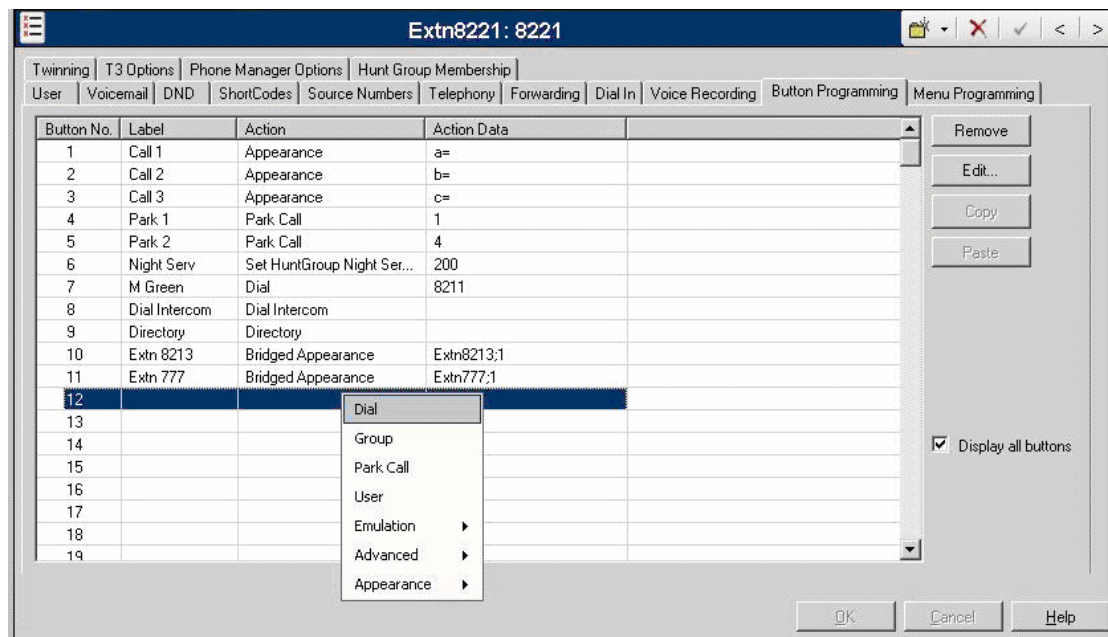 Extn8221: 8221
Twinning T3 Options Phone Manager Options Hunt Group Membership
User Voicemail DND ShortCodes Source Numbers Telephony Forwarding Dial In Voice Recording Button Programming Menu Programming
Button No. Label Action Action Data
1 Call 1 Appearance a=
2 Call 2 Appearance b=
3 Call 3 Appearance c=
4 Park 1 Park Call 1
5 Park 2 Park Call 4
6 Night Serv Set HuntGroup Night Ser... 200
7 M Green Dial 8211
8 Dial Intercom Dial Intercom
9 Directory Directory
10 Extn 8213 Bridged Appearance Extn8213;1
11 Extn 777 Bridged Appearance Extn777;1
12
13
14
15
16
17
18
19
Dial
Group
Park Call
User
Emulation
Advanced
Appearance
Remove
Edit...
Copy
Paste
Display all buttons
OK Cancel Help